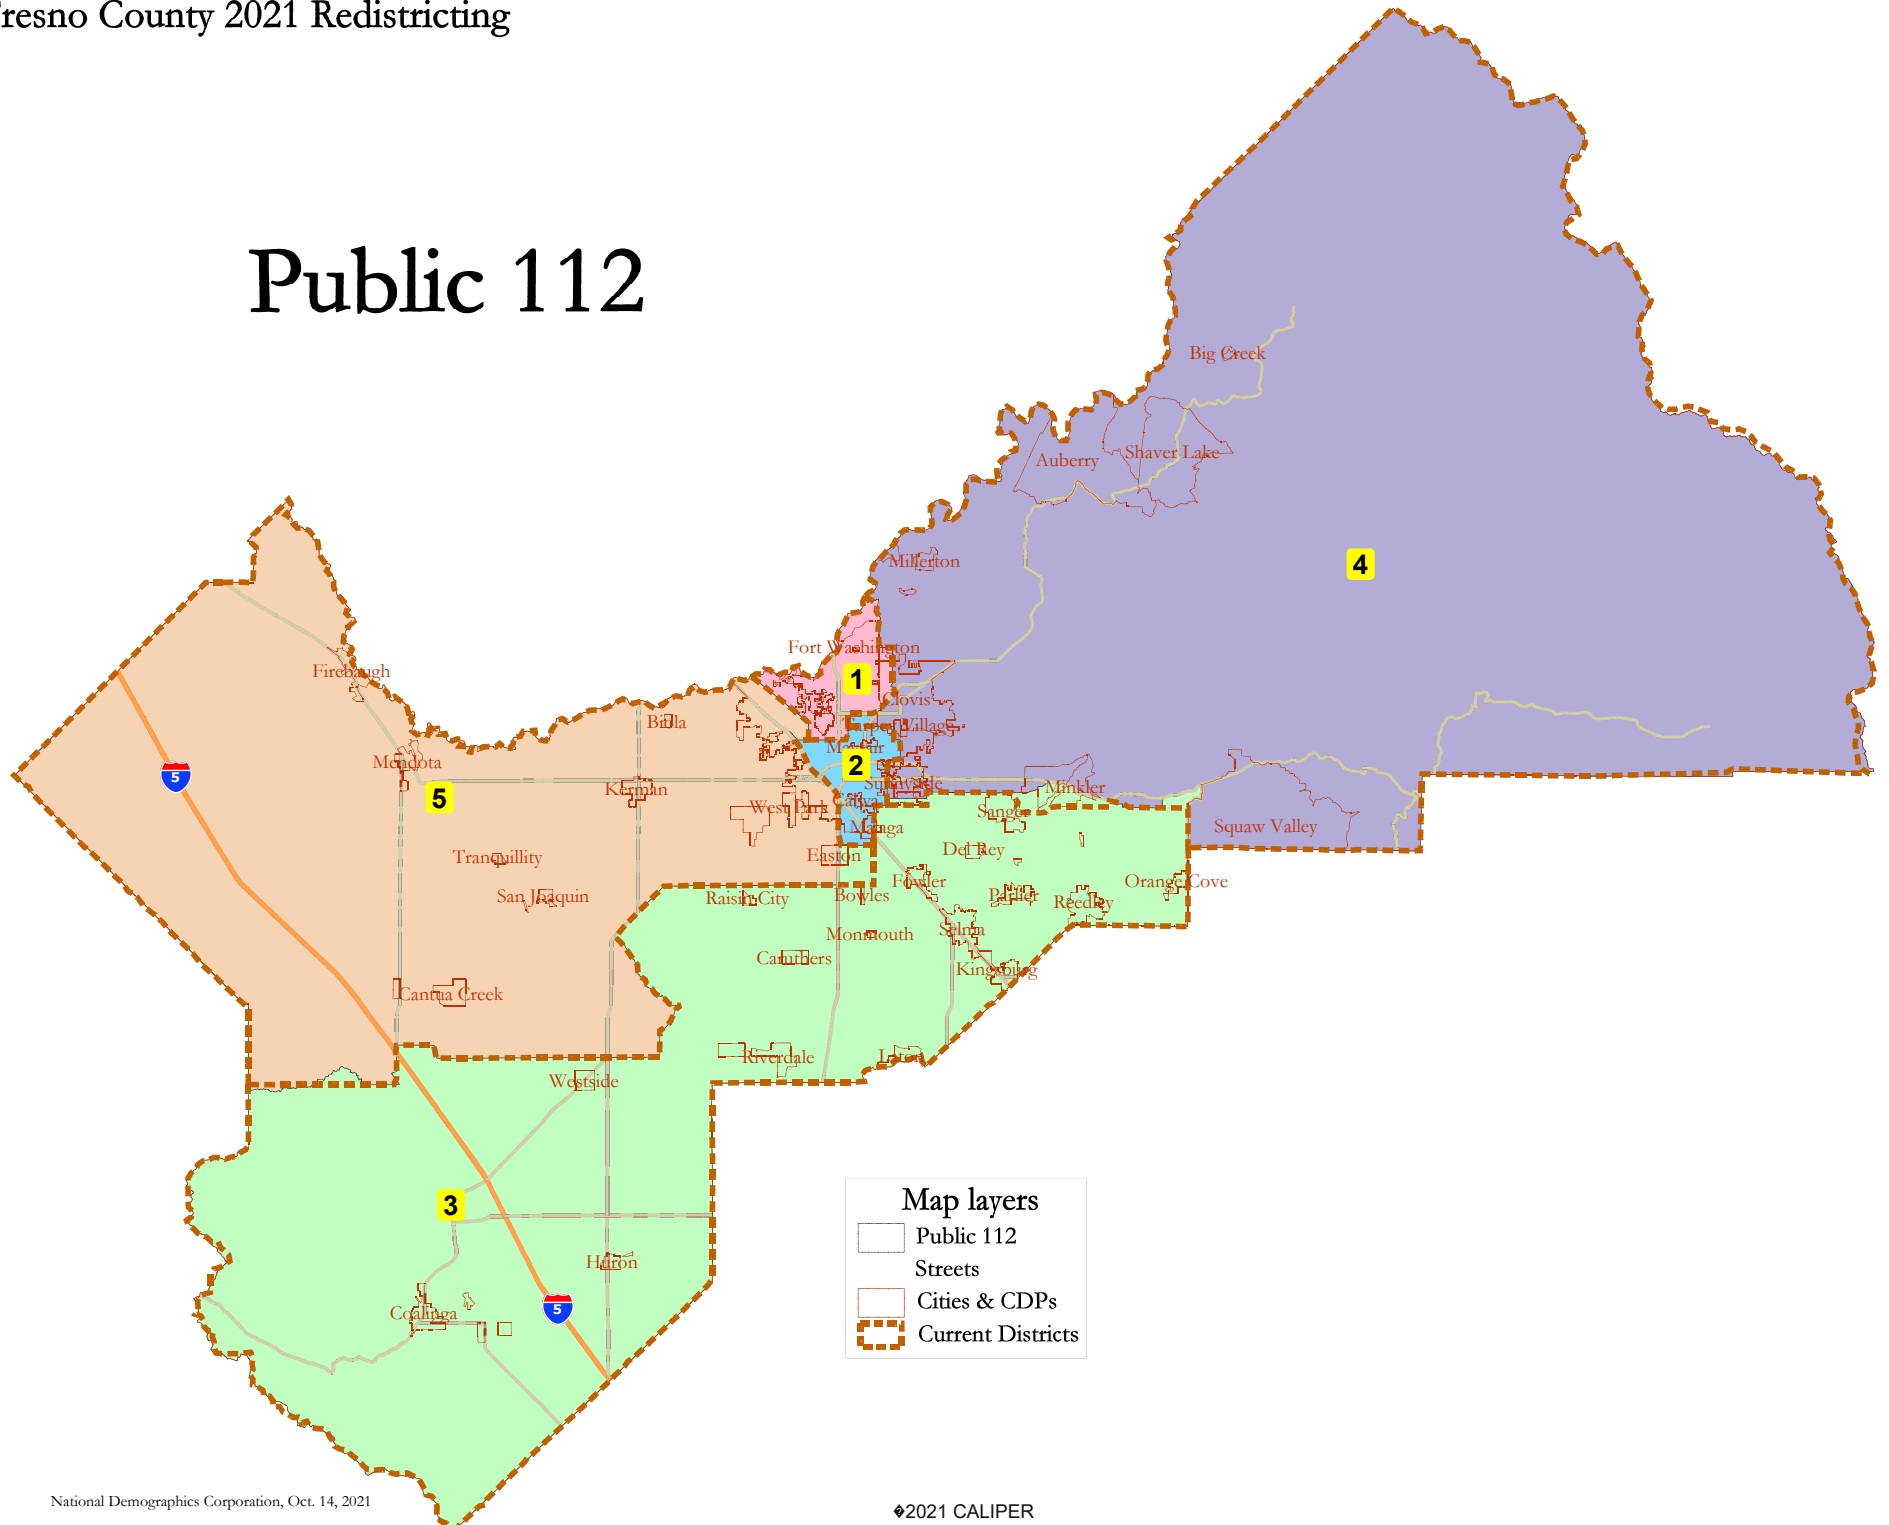 resno County 2021 Redistricting
Public 112
Big Creek
Auberry
Shaver Lake
4
Millerton
Fort Washington
Firebaugh
1
Clovis
Biola
Tarpey Village
Mayfair
Mendota
5
2
5
Kerman
Sunnyside
Minkler
West Park
Calwa
Sanger
Malaga
Squaw Valley
Tranquillity
Easton
Del Rey
San Joaquin
Raisin City
Bowles
Fowler
Parlier
Reedley
Orange Cove
Monmouth
Selma
Caruthers
Kingsburg
Cantua Creek
Riverdale
Laton
Westside
3
Huron
Coalinga
5
Map layers
Public 112
Streets
Cities & CDPs
Current Districts
National Demographics Corporation, Oct. 14, 2021
�2021 CALIPER